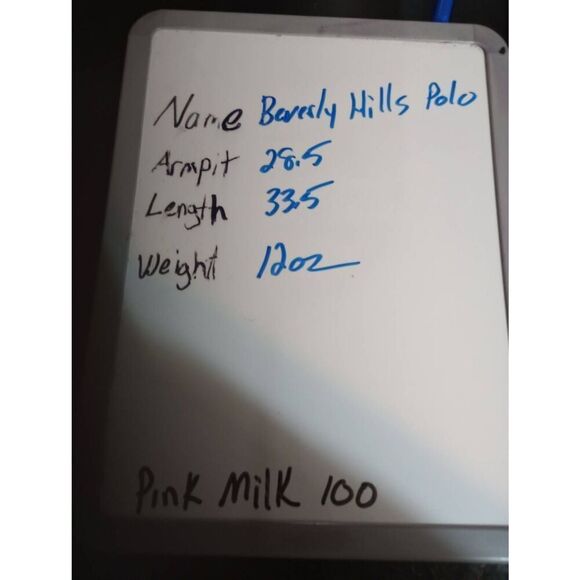 Name Beverly Hills Polo
Armpit 28.5
Length 33.5
Weight 12oz
Pink Milk 100